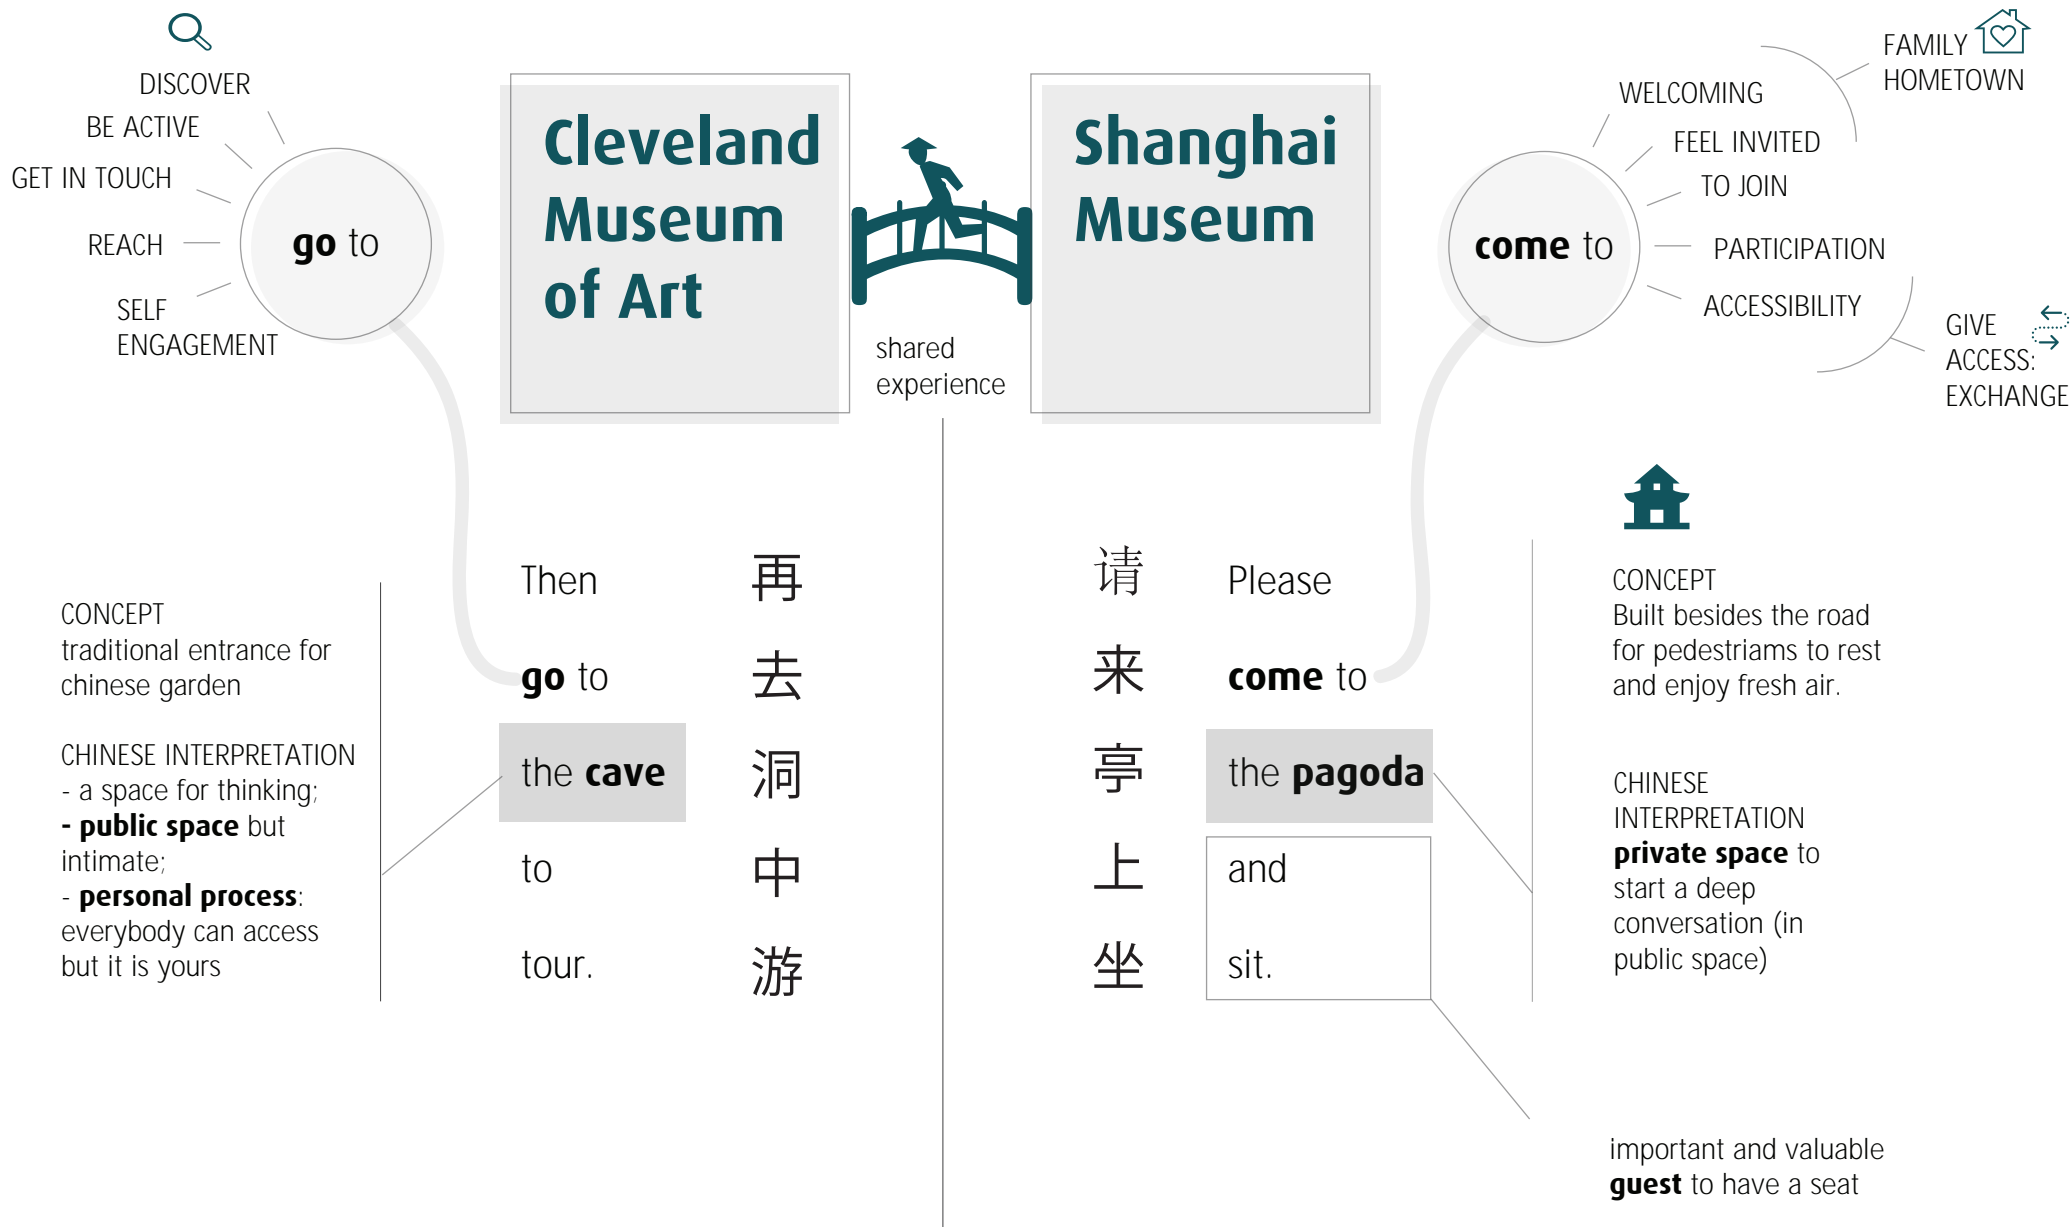 DISCOVER
BE ACTIVE
GET IN TOUCH
REACH
SELF
ENGAGEMENT
go to
Cleveland
Museum
of Art
shared
experience
Shanghai
Museum
come to
WELCOMING
FEEL INVITED
TO JOIN
PARTICIPATION
ACCESSIBILITY
FAMILY
HOMETOWN
GIVE
ACCESS:
EXCHANGE
CONCEPT
traditional entrance for
chinese garden
CHINESE INTERPRETATION
- a space for thinking;
- public space but
intimate;
- personal process:
everybody can access
but it is yours
Then
go to
the cave
to
tour.
再
去
洞
中
游
请
来
亭
上
坐
Please
come to
the pagoda
and
sit.
CONCEPT
Built besides the road
for pedestriams to rest
and enjoy fresh air.
CHINESE
INTERPRETATION
private space to
start a deep
conversation (in
public space)
important and valuable
guest to have a seat